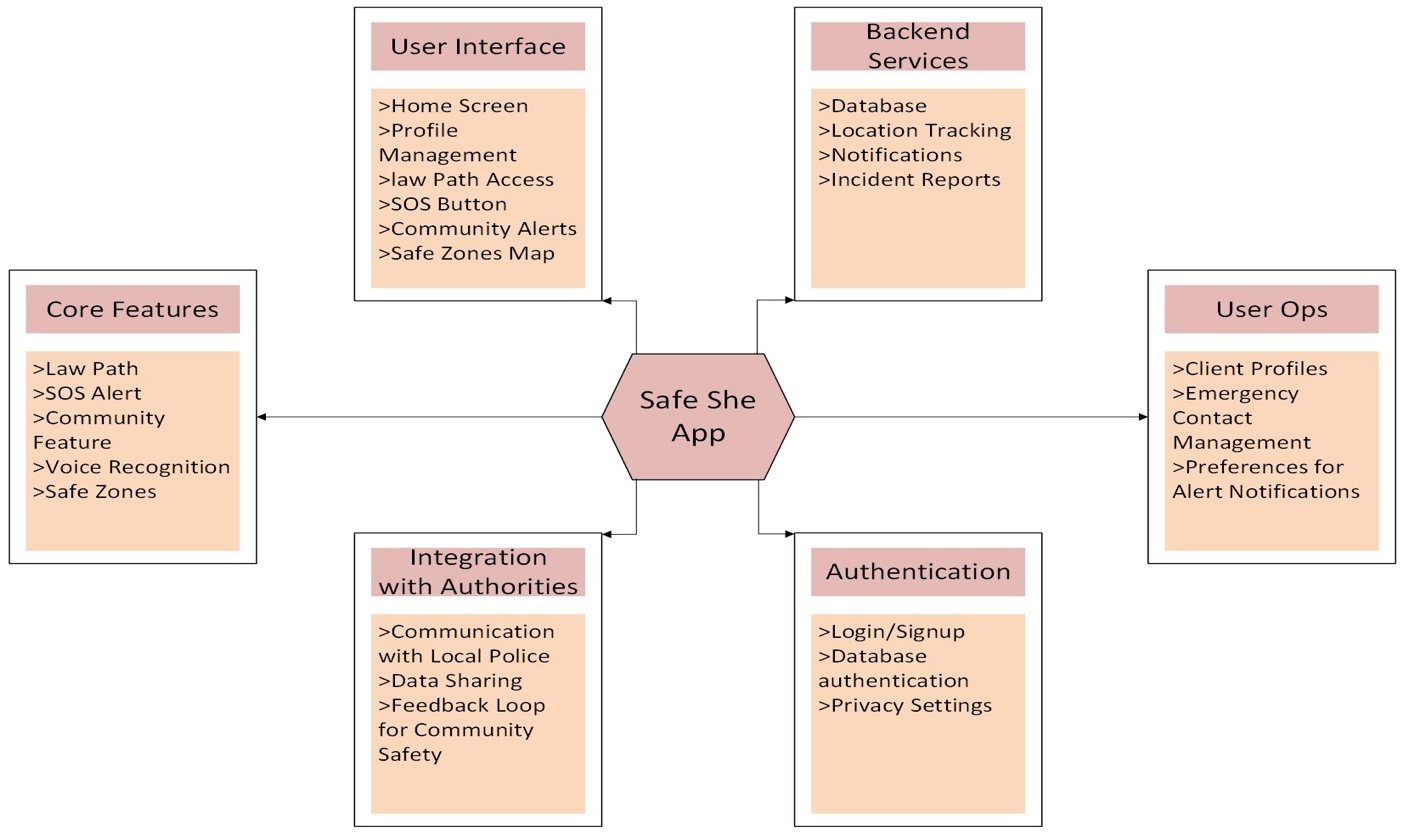 User Interface
>Home Screen
>Profile
Management
>law Path Access
>SOS Button
>Community Alerts
>Safe Zones Map
Backend
Services
>Database
>Location Tracking
>Notifications
>Incident Reports
Core Features
>Law Path
>SOS Alert
>Community
Feature
>Voice Recognition
>Safe Zones
Safe She
App
User Ops
>Client Profiles
>Emergency
Contact
Management
>Preferences for
Alert Notifications
Integration
with Authorities
>Communication
with Local Police
>Data Sharing
>Feedback Loop
for Community
Safety
Authentication
>Login/Signup
>Database
authentication
>Privacy Settings